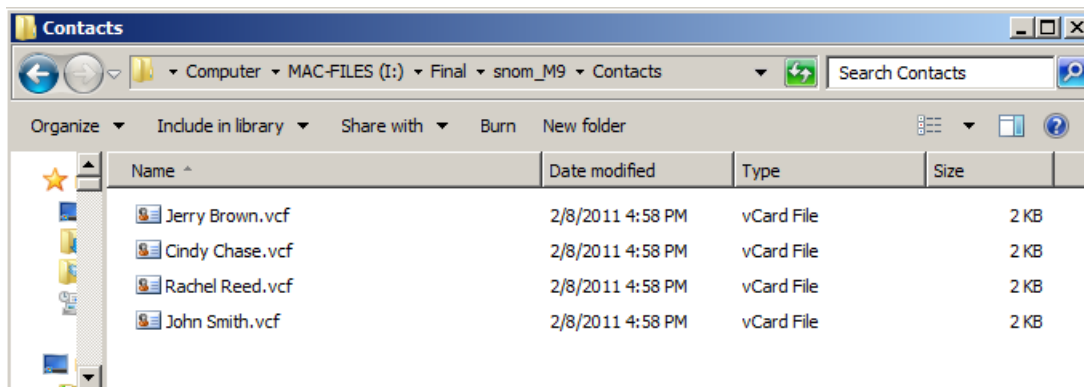 Contacts
Computer MAC-FILES (I:) Final snom_M9 Contacts Search Contacts
Organize Include in library Share with Burn New folder
Name Date modified Type Size
Jerry Brown.vcf 2/8/2011 4:58 PM vCard File 2 KB
Cindy Chase.vcf 2/8/2011 4:58 PM vCard File 2 KB
Rachel Reed.vcf 2/8/2011 4:58 PM vCard File 2 KB
John Smith.vcf 2/8/2011 4:58 PM vCard File 2 KB